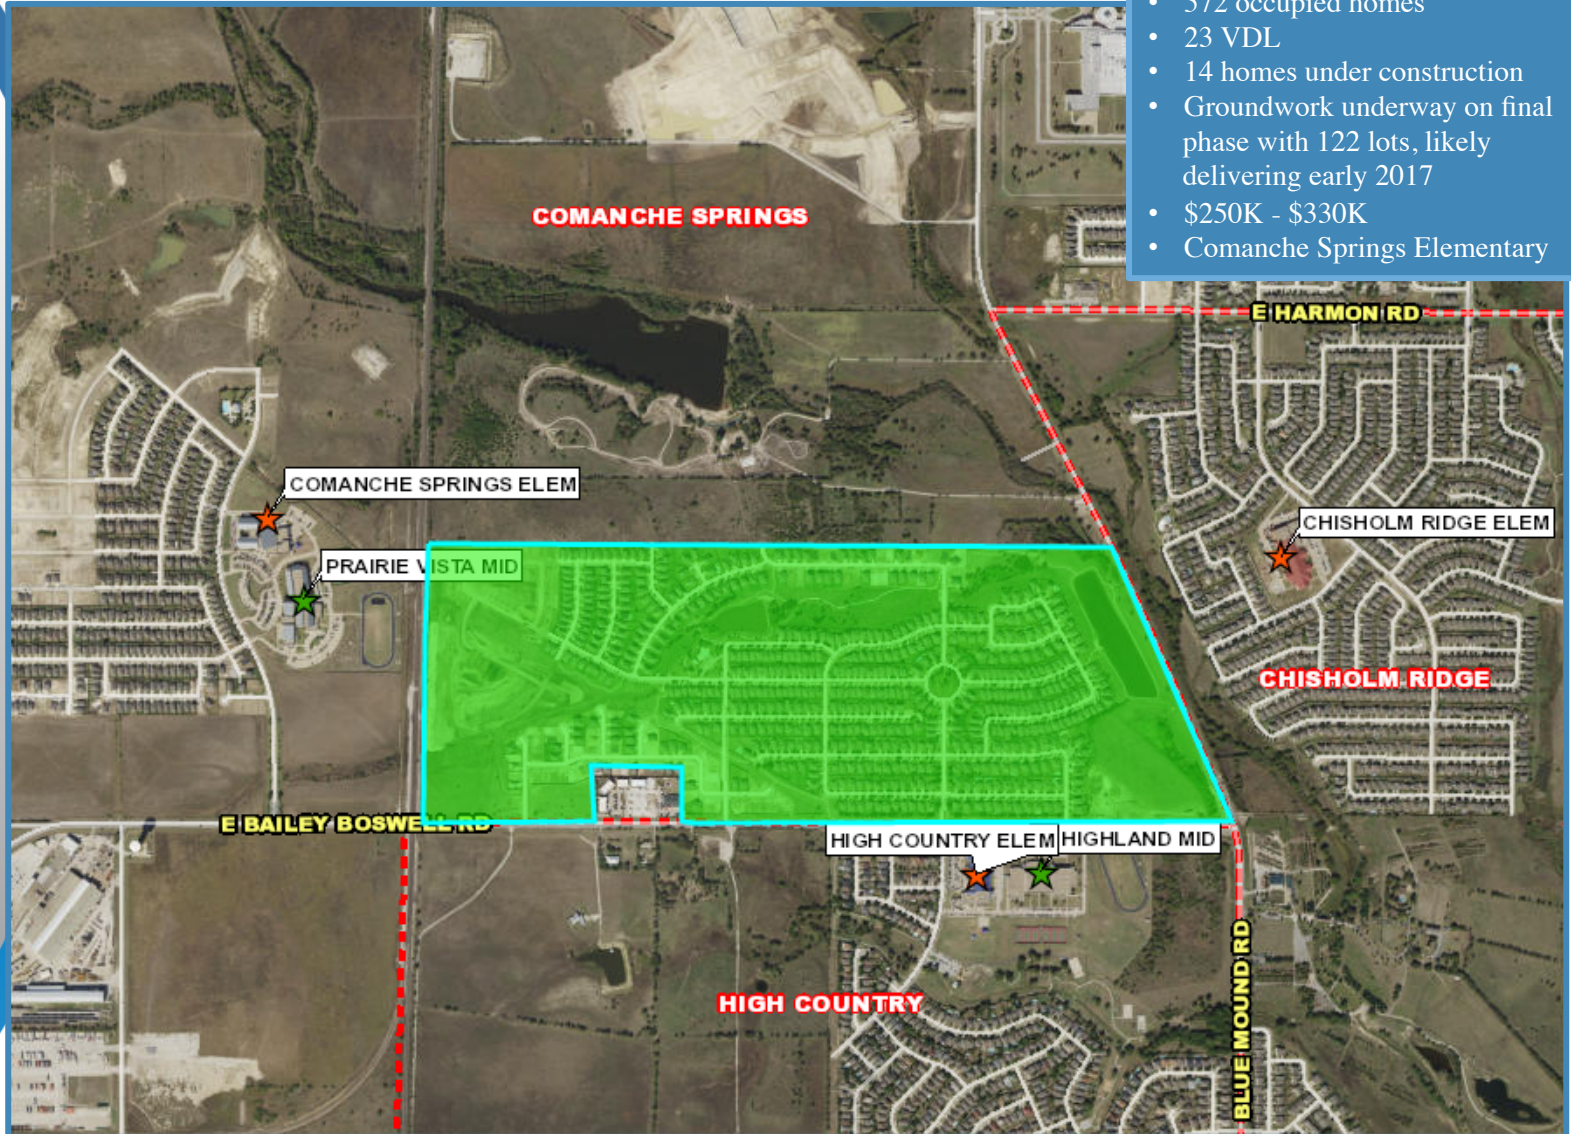 • 572 occupied homes
• 23 VDL
• 14 homes under construction
• Groundwork underway on final
phase with 122 lots, likely
delivering early 2017
• $250K - $330K
• Comanche Springs Elementary
COMANCHE SPRINGS
E HARMON RD
COMANCHE SPRINGS ELEM
CHISHOLM RIDGE ELEM
PRAIRIE VISTA MID
CHISHOLM RIDGE
E BAILEY BOSWELL RD
HIGH COUNTRY ELEM
HIGHLAND MID
HIGH COUNTRY
BLUE MOUND RD